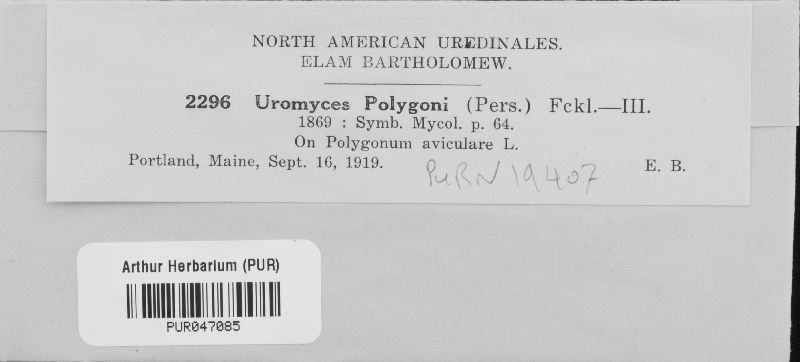 NORTH AMERICAN UREDINALES.
ELAM BARTHOLOMEW.
2296 Uromyces Polygoni (Pers.) Fckl.—III.
1869 : Symb. Mycol. p. 64.
On Polygonum aviculare L.
Portland, Maine, Sept. 16, 1919. E. B.
PURN 19407
Arthur Herbarium (PUR)
PUR047085